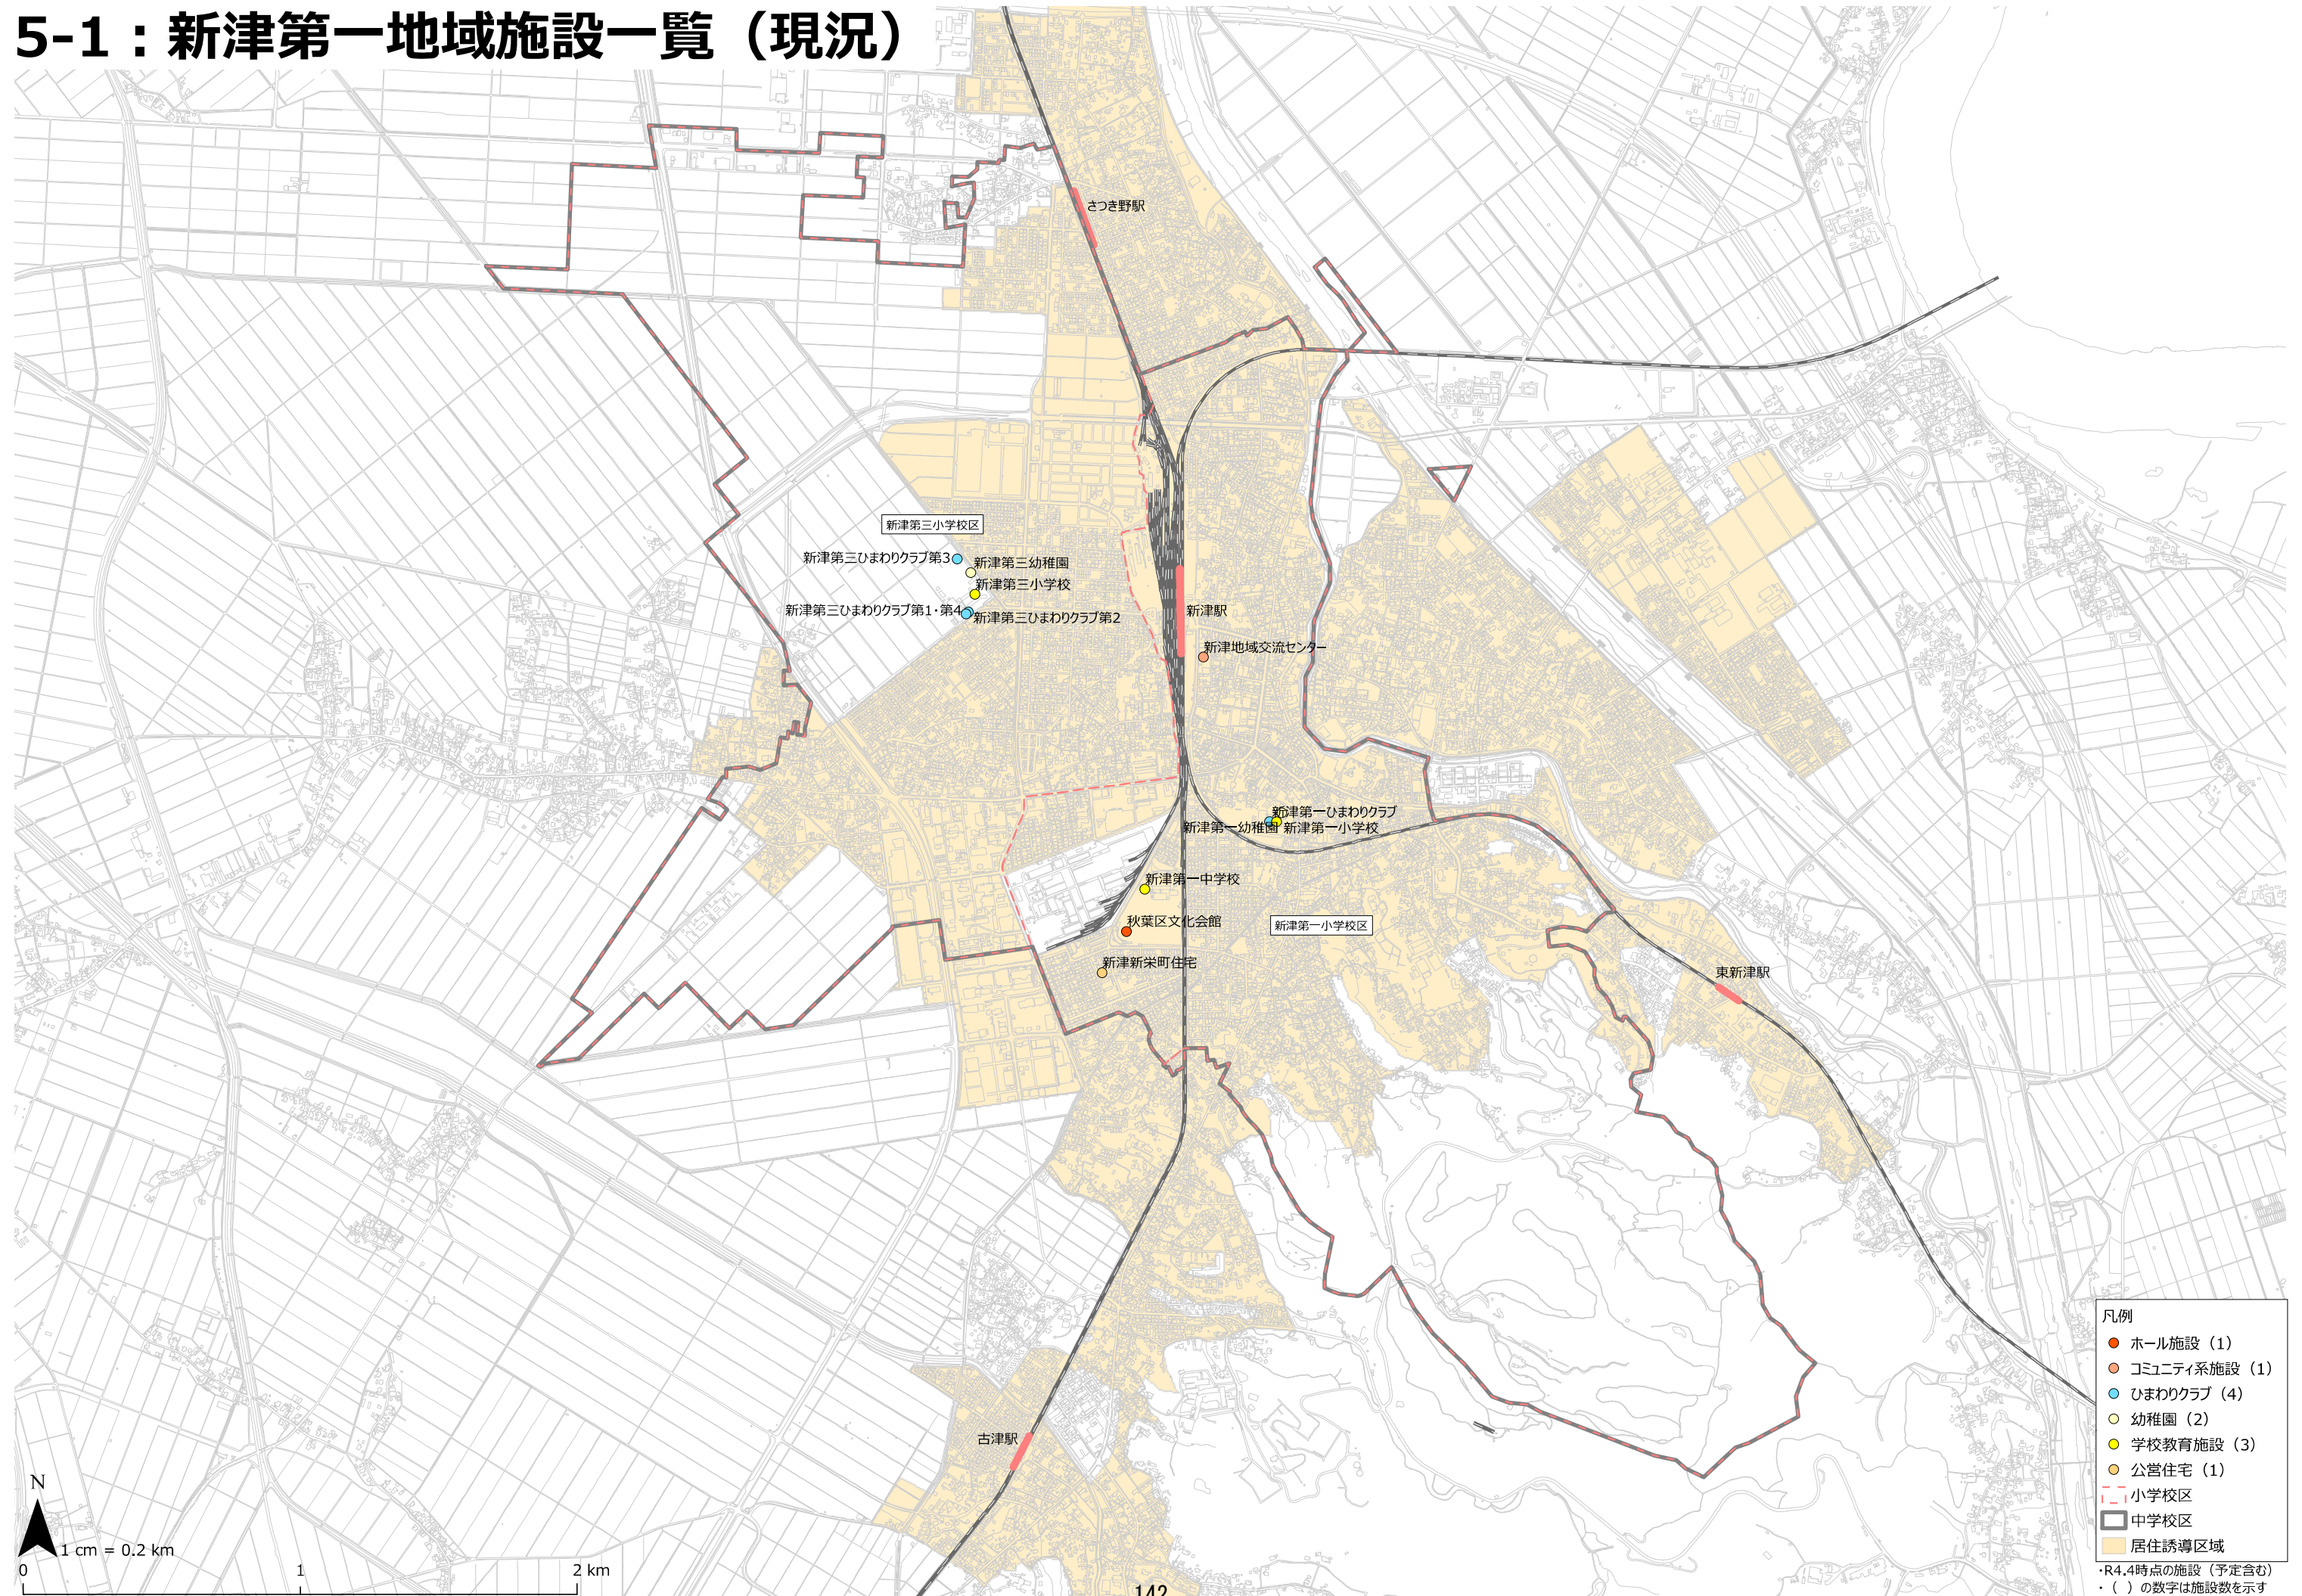 5-1：新津第一地域施設一覧（現況）
さつき野駅
新津第三小学校区
新津第三ひまわりクラブ第3
新津第三幼稚園
新津第三小学校
新津第三ひまわりクラブ第1・第4
新津第三ひまわりクラブ第2
新津駅
新津地域交流センター
新津第一ひまわりクラブ
新津第一幼稚園
新津第一小学校
新津第一中学校
秋葉区文化会館
新津第一小学校区
新津新栄町住宅
東新津駅
古津駅
凡例
ホール施設（1）
コミュニティ系施設（1）
ひまわりクラブ（4）
幼稚園（2）
学校教育施設（3）
公営住宅（1）
小学校区
中学校区
居住誘導区域
・R4.4時点の施設（予定含む）
・（ ）の数字は施設数を示す
N
1 cm = 0.2 km
0 1 2 km
142